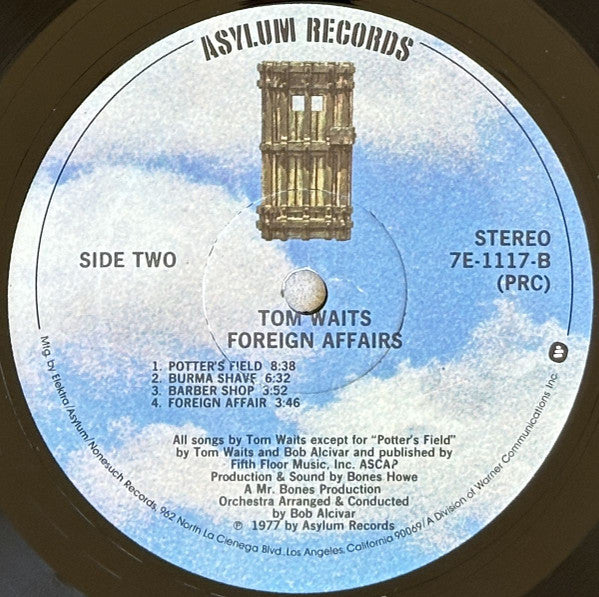 ASYLUM RECORDS
SIDE TWO
STEREO
7E-1117-B
(PRC)
TOM WAITS
FOREIGN AFFAIRS
1. POTTER'S FIELD 8:38
2. BURMA SHAVE 6:32
3. BARBER SHOP 3:52
4. FOREIGN AFFAIR 3:46
All songs by Tom Waits except for "Potter's Field"
by Tom Waits and Bob Alcivar and published by
Fifth Floor Music, Inc. ASCAP
Production & Sound by Bones Howe
A Mr. Bones Production
Orchestra Arranged & Conducted
by Bob Alcivar
℗ 1977 by Asylum Records
Mfg. by Elektra/Asylum/Nonesuch Records, 962 North La Cienega Blvd., Los Angeles, California 90069/A Division of Warner Communications Inc.